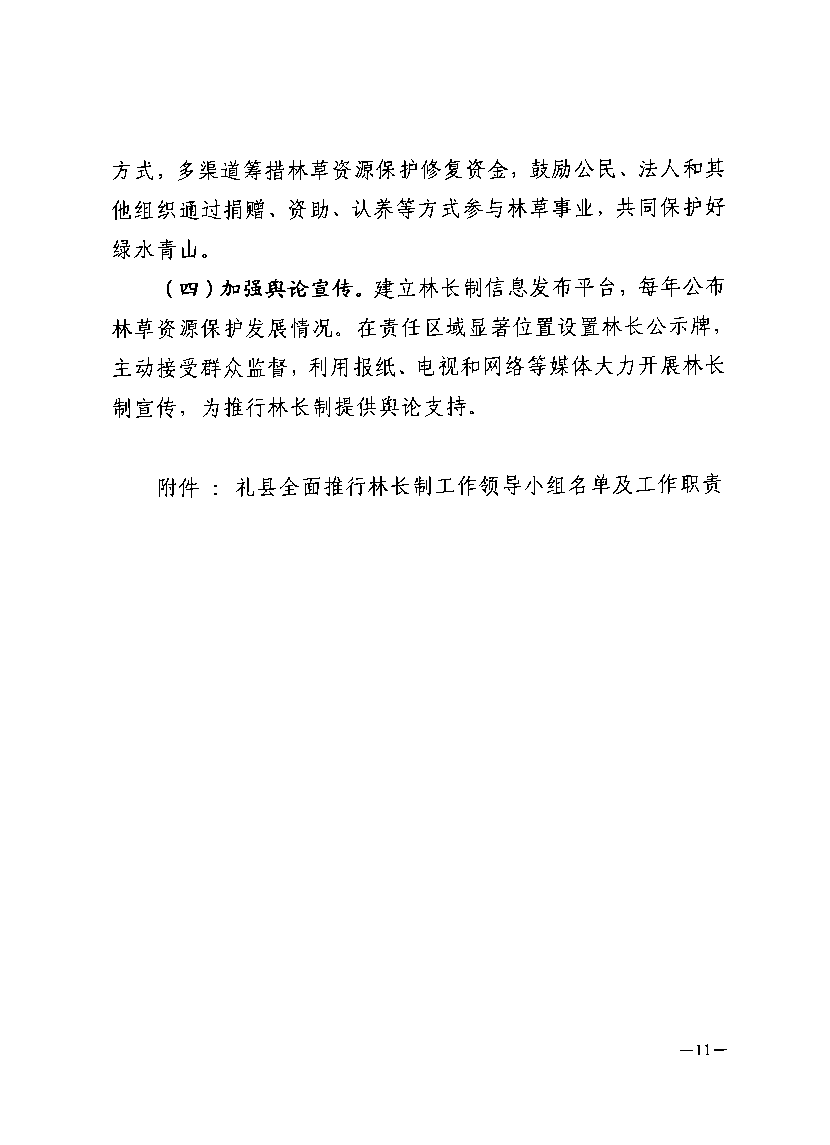 方式，多渠道筹措林草资源保护修复资金，鼓励公民、法人和其
他组织通过捐赠、资助、认养等方式参与林草事业，共同保护好
绿水青山。
（四）加强舆论宣传。建立林长制信息发布平台，每年公布
林草资源保护发展情况。在责任区域显著位置设置林长公示牌，
主动接受群众监督，利用报纸、电视和网络等媒体大力开展林长
制宣传，为推行林长制提供舆论支持。
附件：礼县全面推行林长制工作领导小组名单及工作职责
—11—